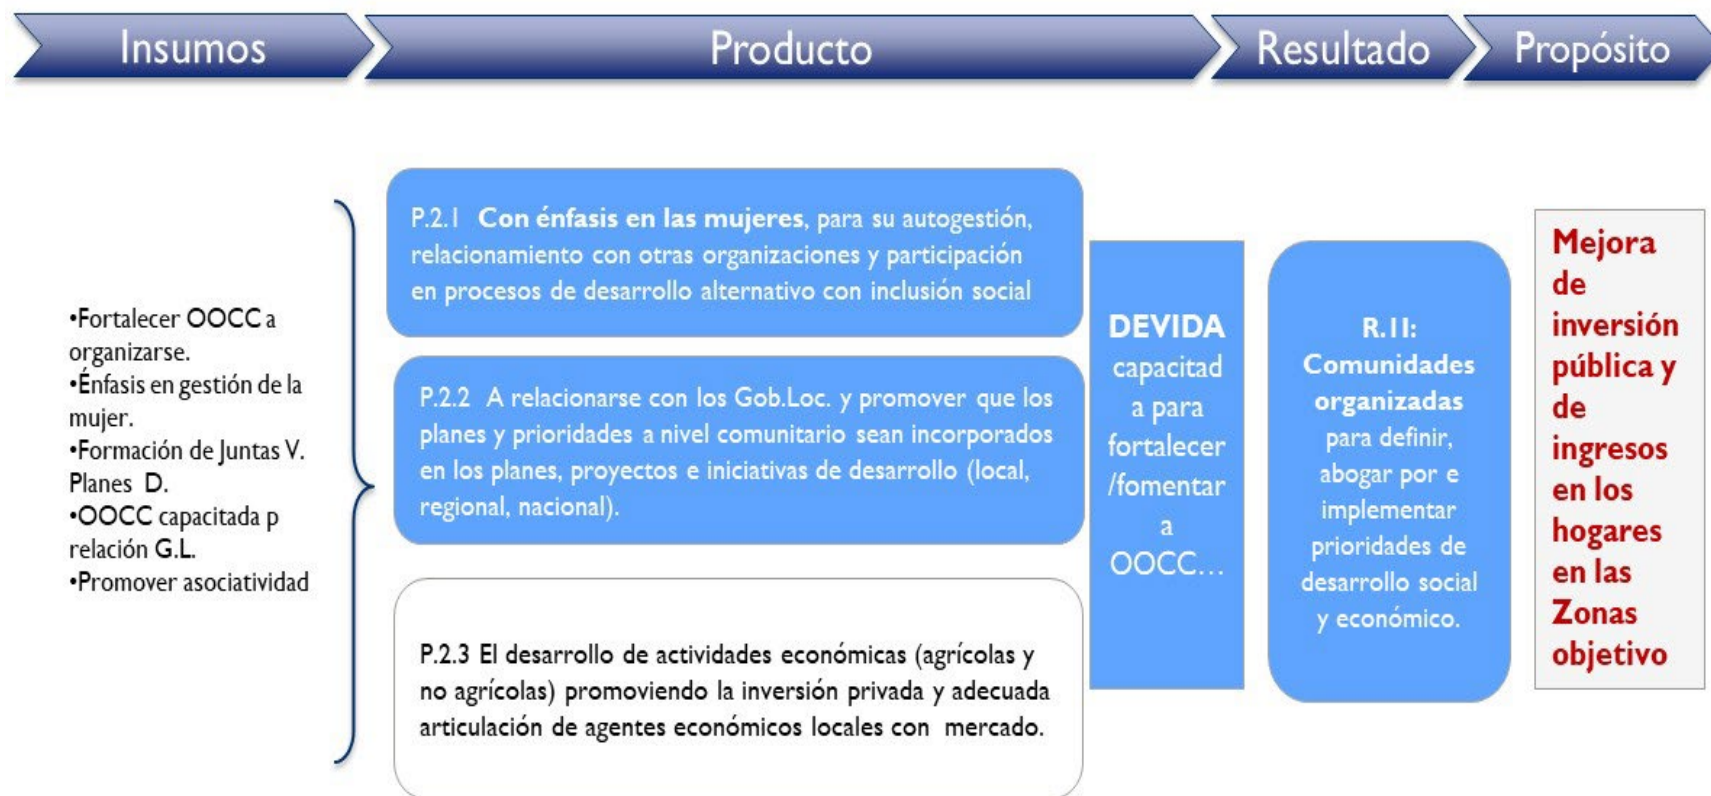 Insumos
Producto
Resultado
Propósito
•Fortalecer OOCC a
organizarse.
•Énfasis en gestión de la
mujer.
•Formación de Juntas V.
Planes D.
•OOCC capacitada p
relación G.L.
•Promover asociatividad
P.2.1 Con énfasis en las mujeres, para su autogestión,
relacionamiento con otras organizaciones y participación
en procesos de desarrollo alternativo con inclusión social
P.2.2 A relacionarse con los Gob.Loc. y promover que los
planes y prioridades a nivel comunitario sean incorporados
en los planes, proyectos e iniciativas de desarrollo (local,
regional, nacional).
P.2.3 El desarrollo de actividades económicas (agrícolas y
no agrícolas) promoviendo la inversión privada y adecuada
articulación de agentes económicos locales con mercado.
DEVIDA
capacitad
a para
fortalecer
/fomentar
a
OOCC...
R.1I:
Comunidades
organizadas
para definir,
abogar por e
implementar
prioridades de
desarrollo social
y económico.
Mejora
de
inversión
pública y
de
ingresos
en los
hogares
en las
Zonas
objetivo